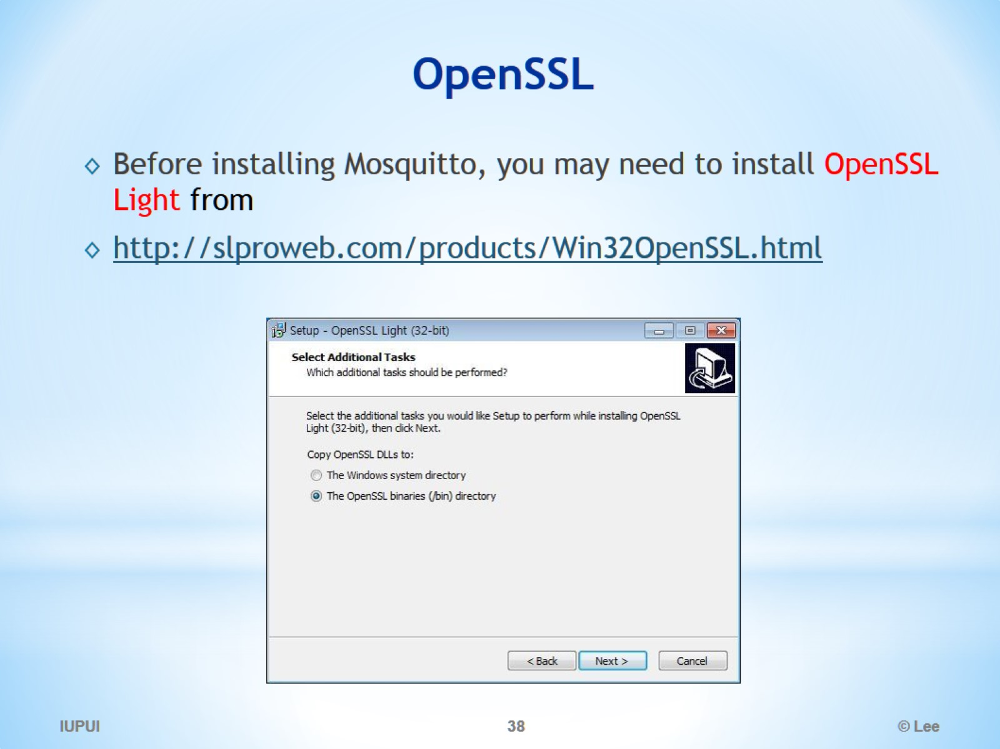 OpenSSL
Before installing Mosquitto, you may need to install OpenSSL
Light from
http://slproweb.com/products/Win32OpenSSL.html
Setup - OpenSSL Light (32-bit)
Select Additional Tasks
Which additional tasks should be performed?
Select the additional tasks you would like Setup to perform while installing OpenSSL
Light (32-bit), then click Next.
Copy OpenSSL DLLs to:
The Windows system directory
The OpenSSL binaries (/bin) directory
< Back Next > Cancel
IUPUI 38 © Lee